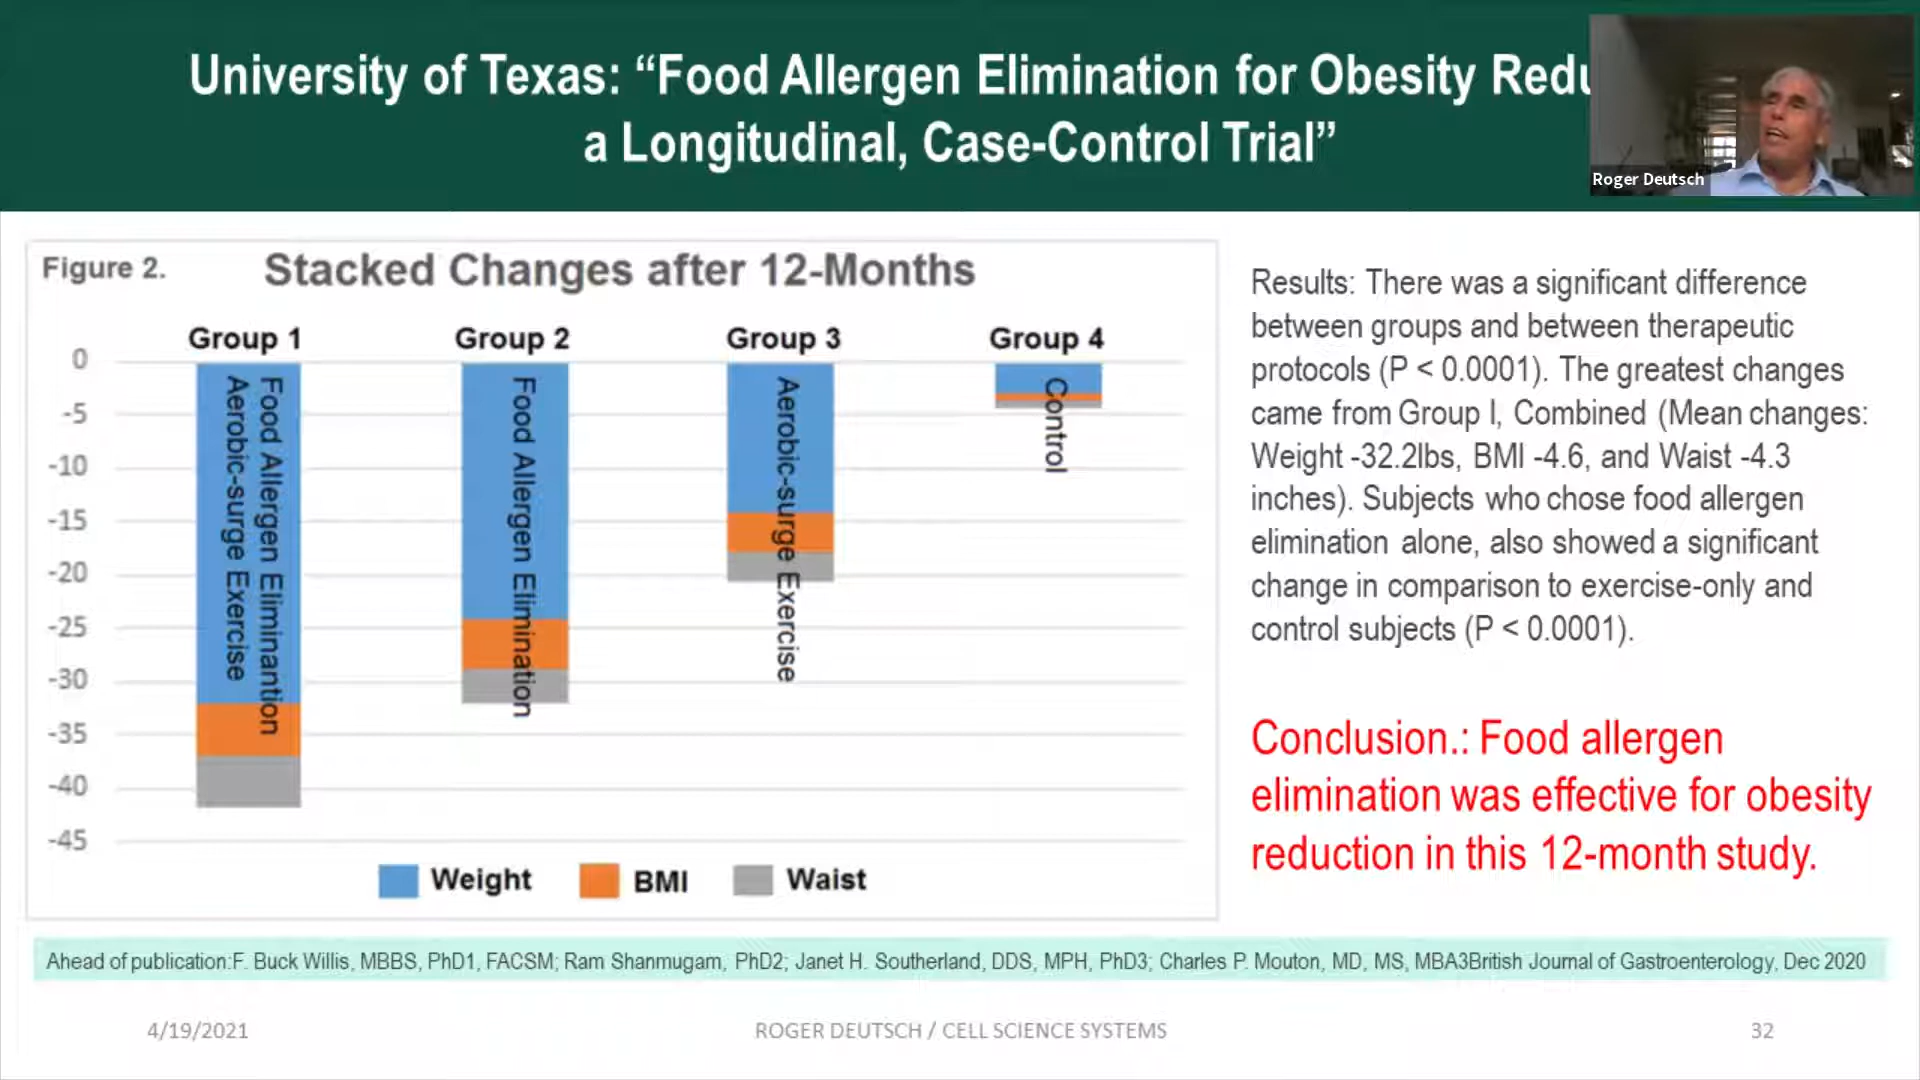 University of Texas: “Food Allergen Elimination for Obesity Redu
a Longitudinal, Case-Control Trial”
Roger Deutsch
Figure 2.
Stacked Changes after 12-Months
Group 1
Group 2
Group 3
Group 4
0
-5
-10
-15
-20
-25
-30
-35
-40
-45
Food Allergen Eliminantion
Aerobic-surge Exercise
Food Allergen Elimination
Aerobic-surge Exercise
Control
Weight
BMI
Waist
Results: There was a significant difference
between groups and between therapeutic
protocols (P < 0.0001). The greatest changes
came from Group I, Combined (Mean changes:
Weight -32.2lbs, BMI -4.6, and Waist -4.3
inches). Subjects who chose food allergen
elimination alone, also showed a significant
change in comparison to exercise-only and
control subjects (P < 0.0001).
Conclusion.: Food allergen
elimination was effective for obesity
reduction in this 12-month study.
Ahead of publication:F. Buck Willis, MBBS, PhD1, FACSM; Ram Shanmugam, PhD2; Janet H. Southerland, DDS, MPH, PhD3; Charles P. Mouton, MD, MS, MBA3British Journal of Gastroenterology, Dec 2020
4/19/2021
ROGER DEUTSCH / CELL SCIENCE SYSTEMS
32